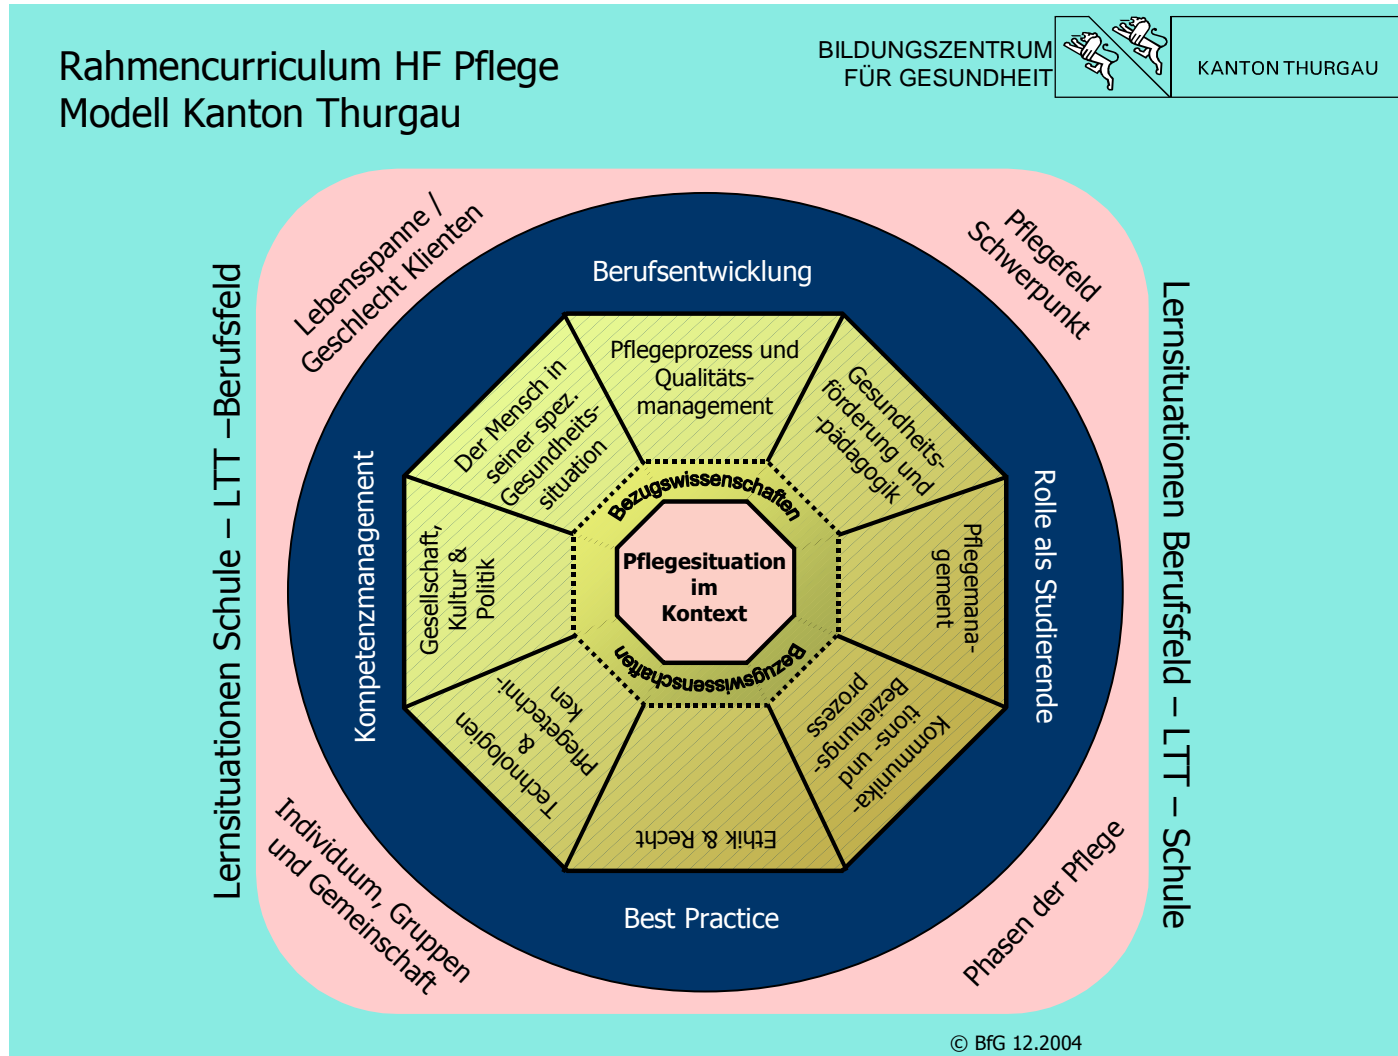 Rahmencurriculum HF Pflege
Modell Kanton Thurgau
BILDUNGSZENTRUM
FÜR GESUNDHEIT
KANTON THURGAU
Lernsituationen Schule – LTT –Berufsfeld
Lebensspanne /
Geschlecht Klienten
Pflegefeld
Schwerpunkt
Lernsituationen Berufsfeld – LTT – Schule
Berufsentwicklung
Kompetenzmanagement
Rolle als Studierende
Pflegeprozess und
Qualitäts-
management
Der Mensch in
seiner spez.
Gesundheits-
situation
Gesundheits-
förderung und
-pädagogik
Gesellschaft,
Kultur &
Politik
Pflegemana-
gement
Bezugswissenschaften
Pflegesituation
im
Kontext
Bezugswissenschaften
Technologien
&
Pflegetechni-
ken
Ethik & Recht
Kommunika-
tions- und
Beziehungs-
prozess
Best Practice
Individuum, Gruppen
und Gemeinschaft
Phasen der Pflege
© BfG 12.2004